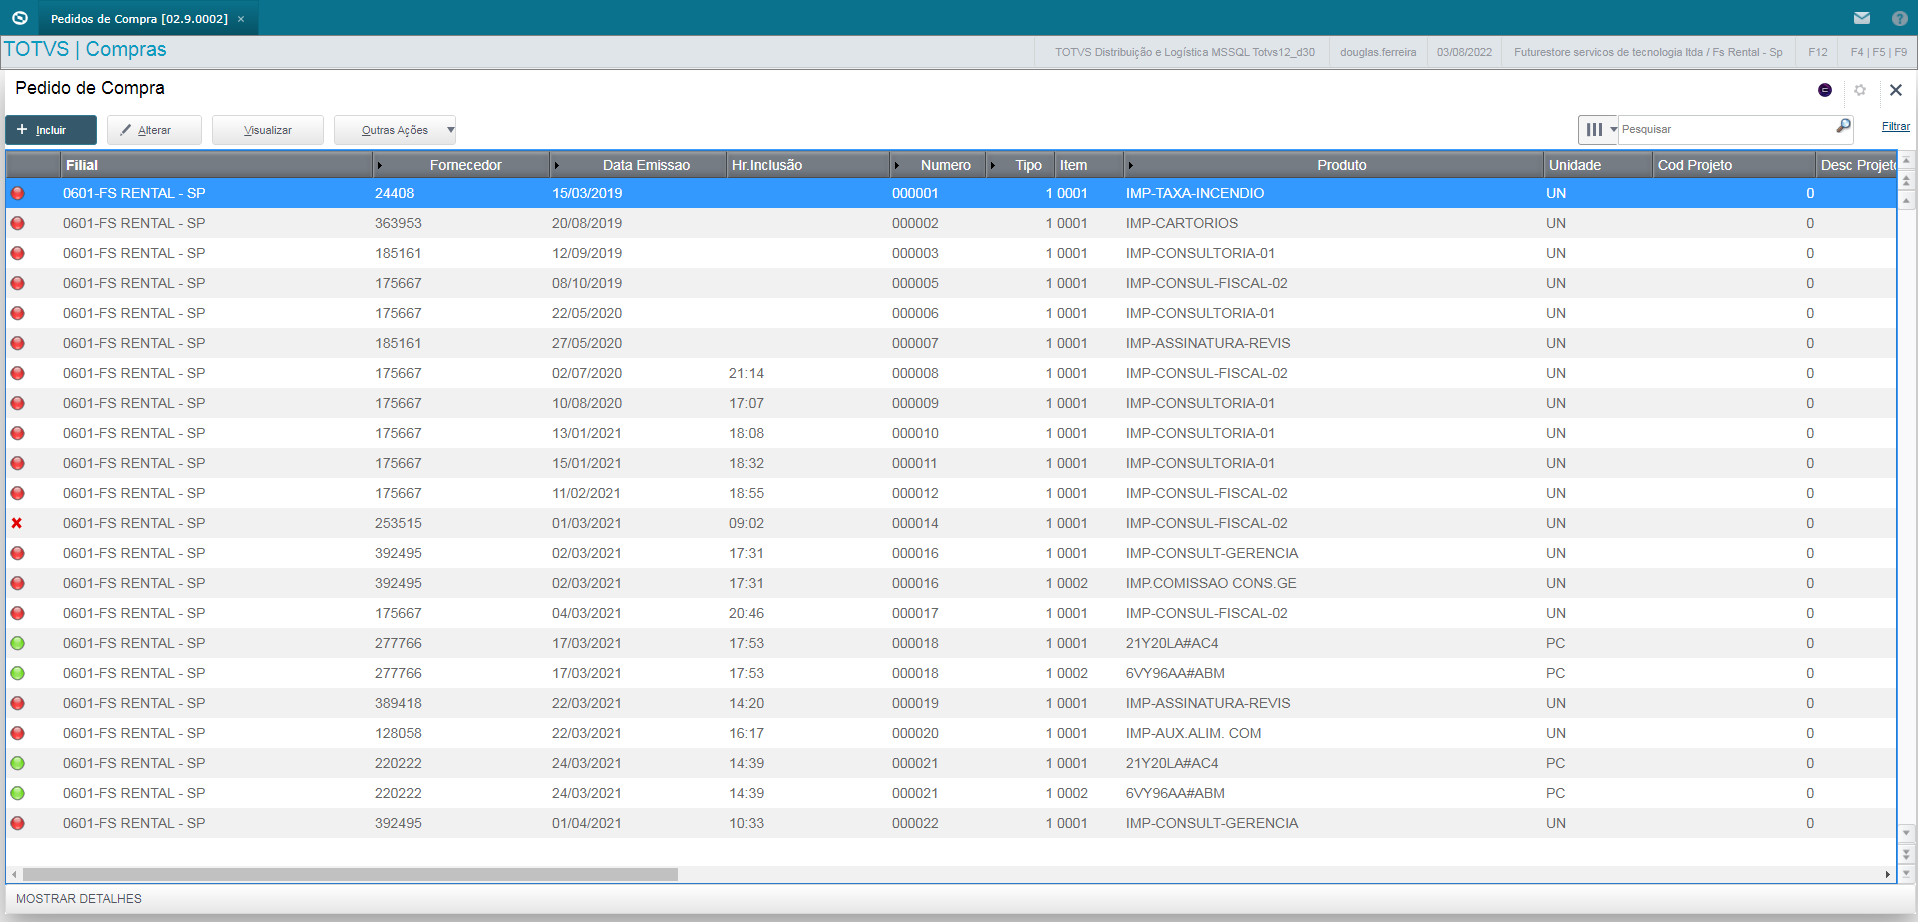 Pedidos de Compra [02.9.0002] ×
TOTVS | Compras TOTVS Distribuição e Logística MSSQL Totvs12_d30 douglas.ferreira 03/08/2022 Futurestore servicos de tecnologia ltda / Fs Rental - Sp F12 F4 | F5 | F9
Pedido de Compra
+ Incluir Alterar Visualizar Outras Ações Pesquisar Filtrar
Filial Fornecedor Data Emissao Hr.Inclusão Numero Tipo Item Produto Unidade Cod Projeto Desc Projeto
0601-FS RENTAL - SP 24408 15/03/2019 000001 1 0001 IMP-TAXA-INCENDIO UN 0
0601-FS RENTAL - SP 363953 20/08/2019 000002 1 0001 IMP-CARTORIOS UN 0
0601-FS RENTAL - SP 185161 12/09/2019 000003 1 0001 IMP-CONSULTORIA-01 UN 0
0601-FS RENTAL - SP 175667 08/10/2019 000005 1 0001 IMP-CONSUL-FISCAL-02 UN 0
0601-FS RENTAL - SP 175667 22/05/2020 000006 1 0001 IMP-CONSULTORIA-01 UN 0
0601-FS RENTAL - SP 185161 27/05/2020 000007 1 0001 IMP-ASSINATURA-REVIS UN 0
0601-FS RENTAL - SP 175667 02/07/2020 21:14 000008 1 0001 IMP-CONSUL-FISCAL-02 UN 0
0601-FS RENTAL - SP 175667 10/08/2020 17:07 000009 1 0001 IMP-CONSULTORIA-01 UN 0
0601-FS RENTAL - SP 175667 13/01/2021 18:08 000010 1 0001 IMP-CONSULTORIA-01 UN 0
0601-FS RENTAL - SP 175667 15/01/2021 18:32 000011 1 0001 IMP-CONSULTORIA-01 UN 0
0601-FS RENTAL - SP 175667 11/02/2021 18:55 000012 1 0001 IMP-CONSUL-FISCAL-02 UN 0
0601-FS RENTAL - SP 253515 01/03/2021 09:02 000014 1 0001 IMP-CONSUL-FISCAL-02 UN 0
0601-FS RENTAL - SP 392495 02/03/2021 17:31 000016 1 0001 IMP-CONSULT-GERENCIA UN 0
0601-FS RENTAL - SP 392495 02/03/2021 17:31 000016 1 0002 IMP.COMISSAO CONS.GE UN 0
0601-FS RENTAL - SP 175667 04/03/2021 20:46 000017 1 0001 IMP-CONSUL-FISCAL-02 UN 0
0601-FS RENTAL - SP 277766 17/03/2021 17:53 000018 1 0001 21Y20LA#AC4 PC 0
0601-FS RENTAL - SP 277766 17/03/2021 17:53 000018 1 0002 6VY96AA#ABM PC 0
0601-FS RENTAL - SP 389418 22/03/2021 14:20 000019 1 0001 IMP-ASSINATURA-REVIS UN 0
0601-FS RENTAL - SP 128058 22/03/2021 16:17 000020 1 0001 IMP-AUX.ALIM. COM UN 0
0601-FS RENTAL - SP 220222 24/03/2021 14:39 000021 1 0001 21Y20LA#AC4 PC 0
0601-FS RENTAL - SP 220222 24/03/2021 14:39 000021 1 0002 6VY96AA#ABM PC 0
0601-FS RENTAL - SP 392495 01/04/2021 10:33 000022 1 0001 IMP-CONSULT-GERENCIA UN 0
MOSTRAR DETALHES